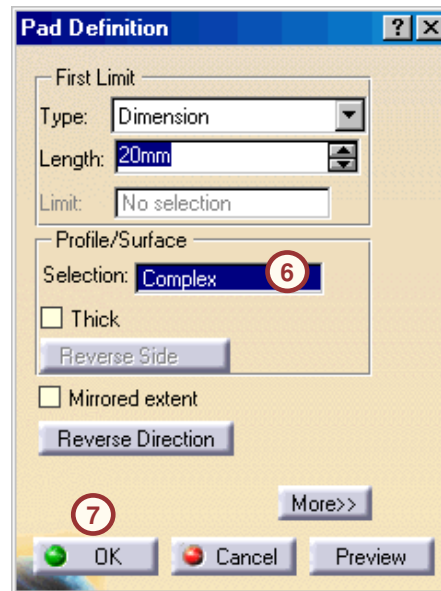 Pad Definition ? X
First Limit
Type: Dimension
Length: 20mm
Limit: No selection
Profile/Surface
Selection: Complex 6
Thick
Reverse Side
Mirrored extent
Reverse Direction
More>>
7
OK Cancel Preview